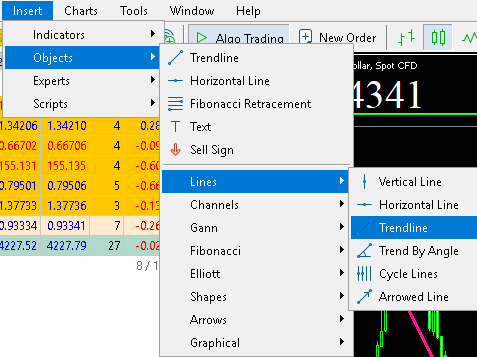 Insert Charts Tools Window Help
Indicators
Objects
Experts
Scripts
Algo Trading New Order
Trendline
Horizontal Line
Fibonacci Retracement
Text
Sell Sign
Lines
Channels
Gann
Fibonacci
Elliott
Shapes
Arrows
Graphical
Vertical Line
Horizontal Line
Trendline
Trend By Angle
Cycle Lines
Arrowed Line
ollar, Spot CFD
4341
1.34206 1.34210 4 0.28
0.66702 0.66706 4 -0.09
155.131 155.135 4 -0.60
0.79501 0.79506 5 -0.66
1.37733 1.37736 3 -0.13
0.93334 0.93341 7 -0.26
4227.52 4227.79 27 -0.02
8 / 1